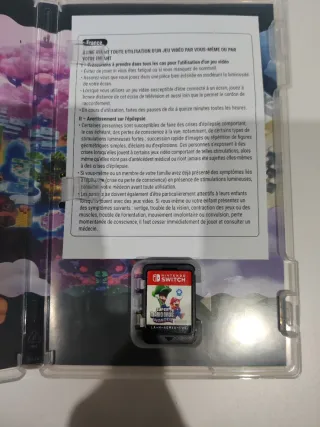 France
À LIRE AVANT TOUTE UTILISATION D'UN JEU VIDÉO PAR VOUS-MÊME OU PAR
VOTRE ENFANT
I - Précautions à prendre dans tous les cas pour l'utilisation d'un jeu vidéo
• Évitez de jouer si vous êtes fatigué ou si vous manquez de sommeil.
• Assurez-vous que vous jouez dans une pièce bien éclairée en modérant la luminosité
de votre écran.
• Lorsque vous utilisez un jeu vidéo susceptible d'être connecté à un écran, jouez à
bonne distance de cet écran de télévision et aussi loin que le permet le cordon de
raccordement.
• En cours d'utilisation, faites des pauses de dix à quinze minutes toutes les heures.
II - Avertissement sur l'épilepsie
• Certaines personnes sont susceptibles de faire des crises d'épilepsie comportant,
le cas échéant, des pertes de conscience à la vue, notamment, de certains types de
stimulations lumineuses fortes : succession rapide d'images ou répétition de figures
géométriques simples, d'éclairs ou d'explosions. Ces personnes s'exposent à des
crises lorsqu'elles jouent à certains jeux vidéo comportant de telles stimulations, alors
même qu'elles n'ont pas d'antécédent médical ou n'ont jamais été sujettes elles-mêmes
à des crises d'épilepsie.
• Si vous-même ou un membre de votre famille avez déjà présenté des symptômes liés
à l'épilepsie (crise ou perte de conscience) en présence de stimulations lumineuses,
consultez votre médecin avant toute utilisation.
• Les parents se doivent également d'être particulièrement attentifs à leurs enfants
lorsqu'ils jouent avec des jeux vidéo. Si vous-même ou votre enfant présentez un
des symptômes suivants : vertige, trouble de la vision, contraction des yeux ou des
muscles, trouble de l'orientation, mouvement involontaire ou convulsion, perte
momentanée de conscience, il faut cesser immédiatement de jouer et consulter un
médecin.
NINTENDO
SWITCH
SUPER
MARIO BROS.
WONDER